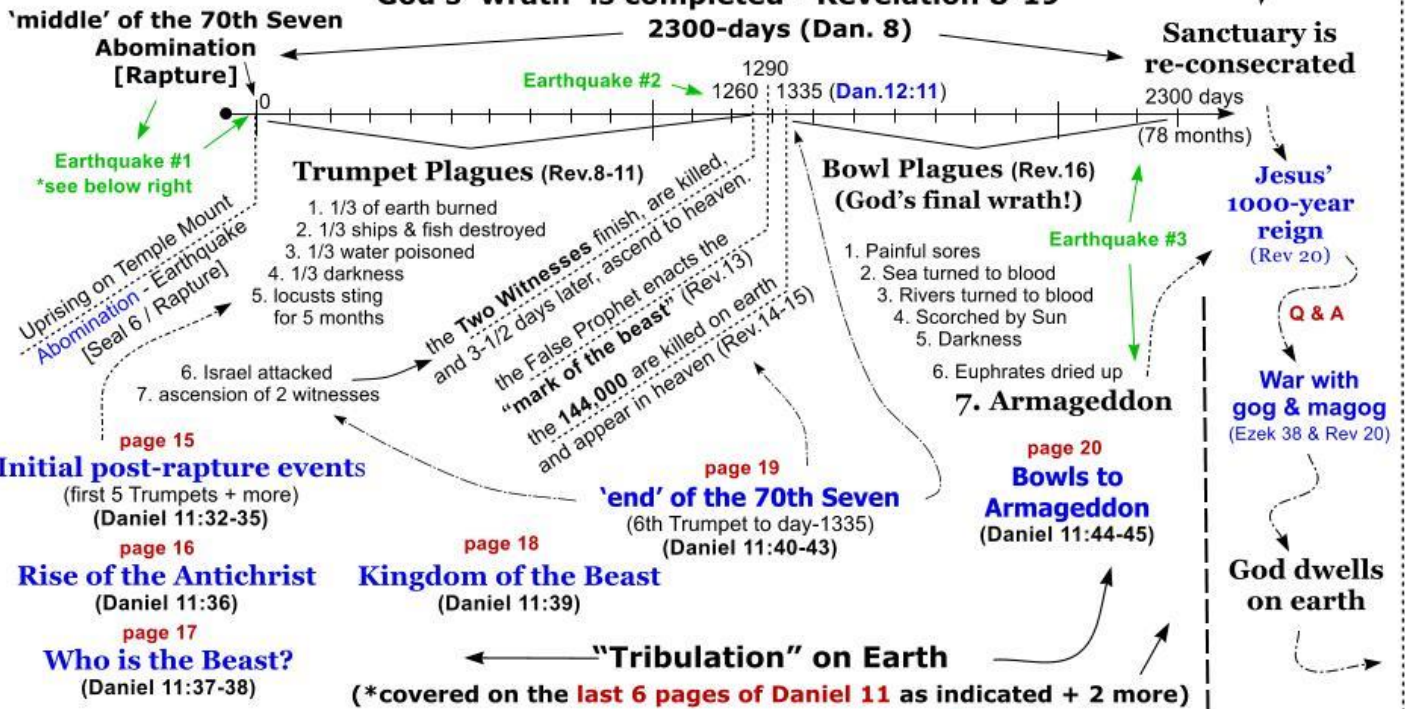 God's 'wrath' is completed - Revelation 8-19
2300-days (Dan. 8)
'middle' of the 70th Seven
Abomination
[Rapture]
Sanctuary is
re-consecrated
0
Earthquake #2
1260
1290
1335 (Dan.12:11)
2300 days
(78 months)
Earthquake #1
*see below right
Uprising on Temple Mount
Abomination - Earthquake
[Seal 6 / Rapture]
Trumpet Plagues (Rev.8-11)
1. 1/3 of earth burned
2. 1/3 ships & fish destroyed
3. 1/3 water poisoned
4. 1/3 darkness
5. locusts sting
for 5 months
6. Israel attacked
7. ascension of 2 witnesses
the Two Witnesses finish, are killed,
and 3-1/2 days later, ascend to heaven.
the False Prophet enacts the
"mark of the beast" (Rev.13)
the 144,000 are killed on earth
and appear in heaven (Rev.14-15)
Bowl Plagues (Rev.16)
(God's final wrath!)
1. Painful sores
2. Sea turned to blood
3. Rivers turned to blood
4. Scorched by Sun
5. Darkness
6. Euphrates dried up
7. Armageddon
Earthquake #3
Jesus'
1000-year
reign
(Rev 20)
Q & A
War with
gog & magog
(Ezek 38 & Rev 20)
God dwells
on earth
page 15
Initial post-rapture events
(first 5 Trumpets + more)
(Daniel 11:32-35)
page 16
Rise of the Antichrist
(Daniel 11:36)
page 17
Who is the Beast?
(Daniel 11:37-38)
page 18
Kingdom of the Beast
(Daniel 11:39)
page 19
'end' of the 70th Seven
(6th Trumpet to day-1335)
(Daniel 11:40-43)
page 20
Bowls to
Armageddon
(Daniel 11:44-45)
"Tribulation" on Earth
(*covered on the last 6 pages of Daniel 11 as indicated + 2 more)